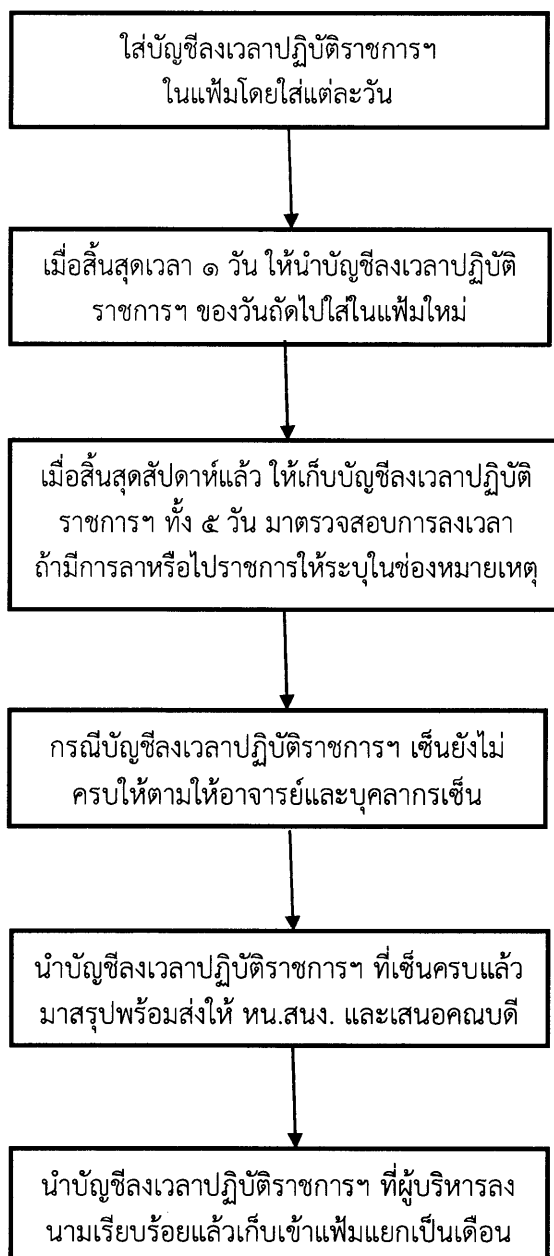 ใส่บัญชีลงเวลาปฏิบัติราชการฯ
ในแฟ้มโดยใส่แต่ละวัน
เมื่อสิ้นสุดเวลา ๑ วัน ให้นำบัญชีลงเวลาปฏิบัติ
ราชการฯ ของวันถัดไปใส่ในแฟ้มใหม่
เมื่อสิ้นสุดสัปดาห์แล้ว ให้เก็บบัญชีลงเวลาปฏิบัติ
ราชการฯ ทั้ง ๕ วัน มาตรวจสอบการลงเวลา
ถ้ามีการลาหรือไปราชการให้ระบุในช่องหมายเหตุ
กรณีบัญชีลงเวลาปฏิบัติราชการฯ เซ็นยังไม่
ครบให้ตามให้อาจารย์และบุคลากรเซ็น
นำบัญชีลงเวลาปฏิบัติราชการฯ ที่เซ็นครบแล้ว
มาสรุปพร้อมส่งให้ หน.สนง. และเสนอคณบดี
นำบัญชีลงเวลาปฏิบัติราชการฯ ที่ผู้บริหารลง
นามเรียบร้อยแล้วเก็บเข้าแฟ้มแยกเป็นเดือน